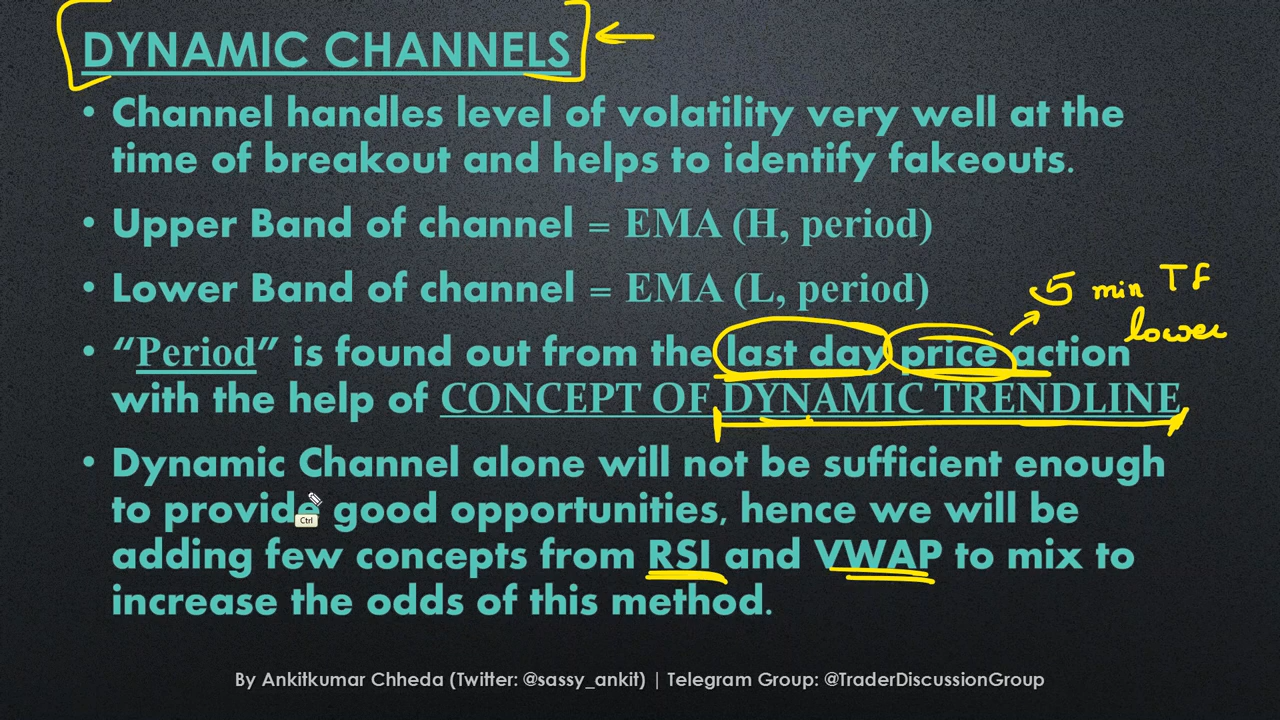 DYNAMIC CHANNELS
• Channel handles level of volatility very well at the
time of breakout and helps to identify fakeouts.
• Upper Band of channel = EMA (H, period)
• Lower Band of channel = EMA (L, period)
5 min TF
lower
• “Period” is found out from the last day price action
with the help of CONCEPT OF DYNAMIC TRENDLINE
• Dynamic Channel alone will not be sufficient enough
to provide good opportunities, hence we will be
Ctrl
adding few concepts from RSI and VWAP to mix to
increase the odds of this method.
By Ankitkumar Chheda (Twitter: @sassy_ankit) | Telegram Group: @TraderDiscussionGroup